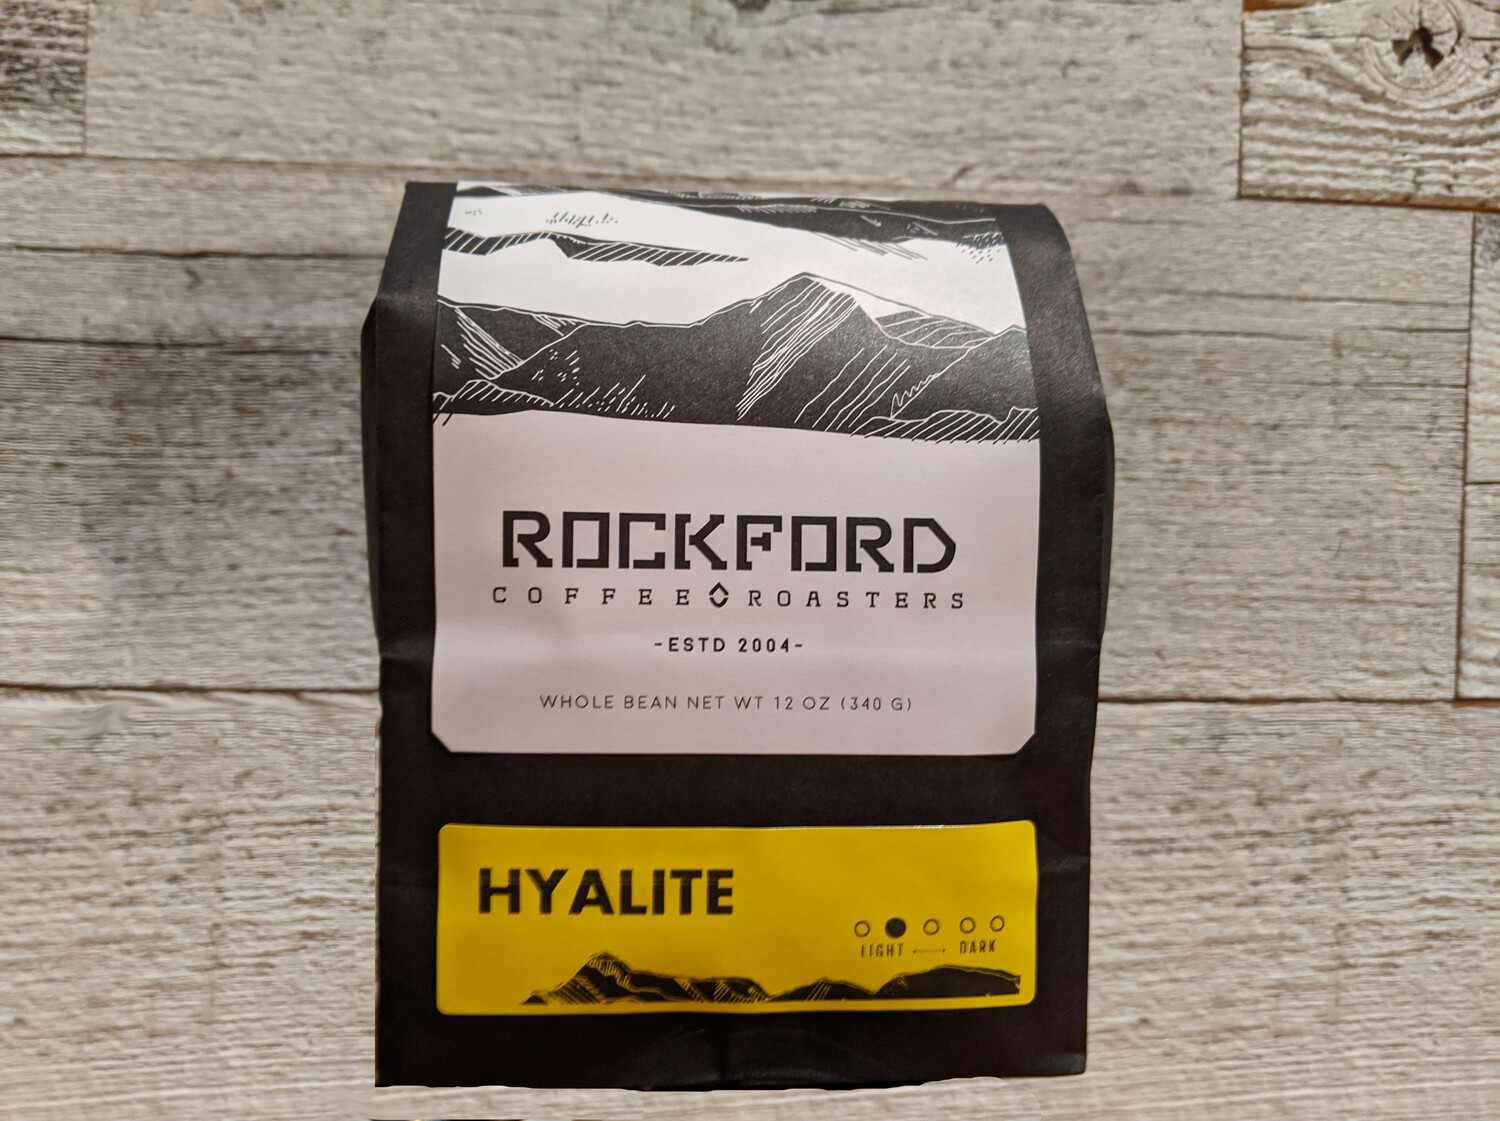 ROCKFORD
COFFEE ROASTERS
-ESTD 2004-
WHOLE BEAN NET WT 12 OZ (340 G)
HYALITE
LIGHT DARK